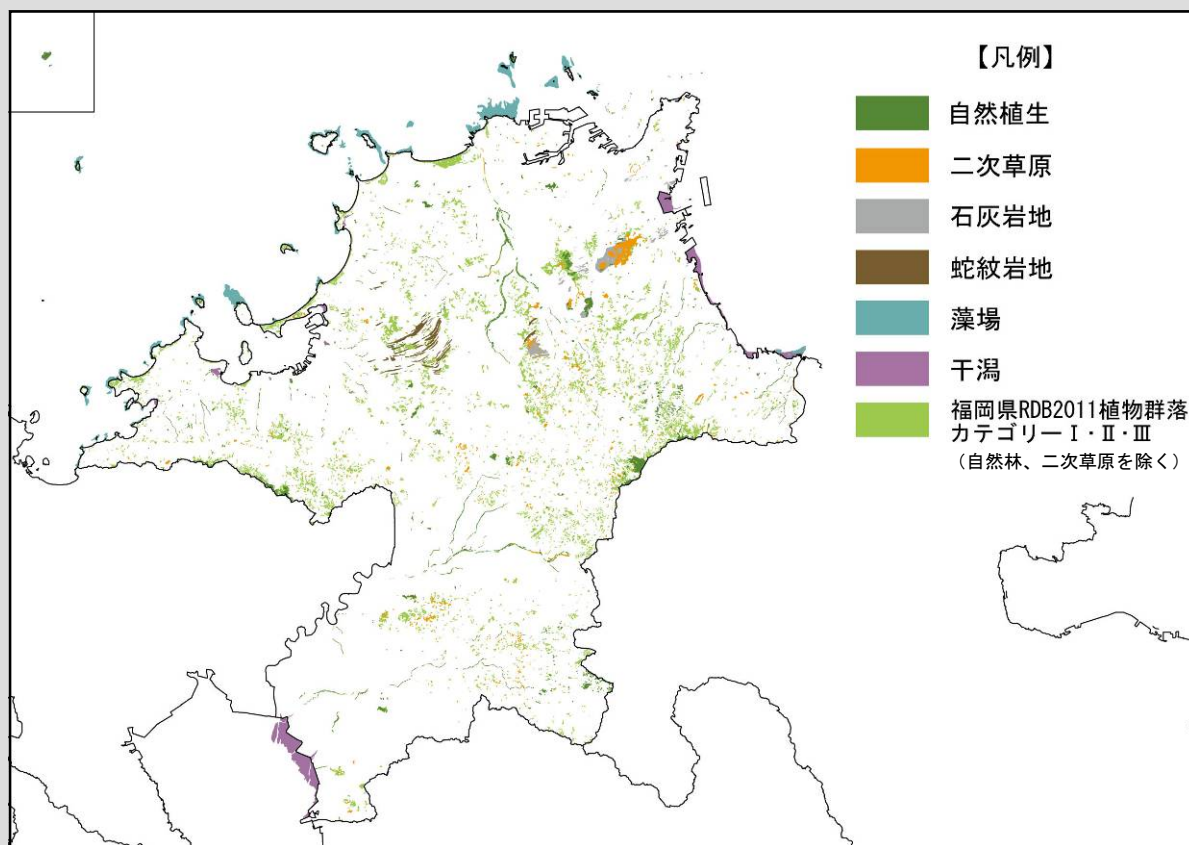 【凡例】
自然植生
二次草原
石灰岩地
蛇紋岩地
藻場
干潟
福岡県RDB2011植物群落
カテゴリーⅠ・Ⅱ・Ⅲ
(自然林、二次草原を除く)